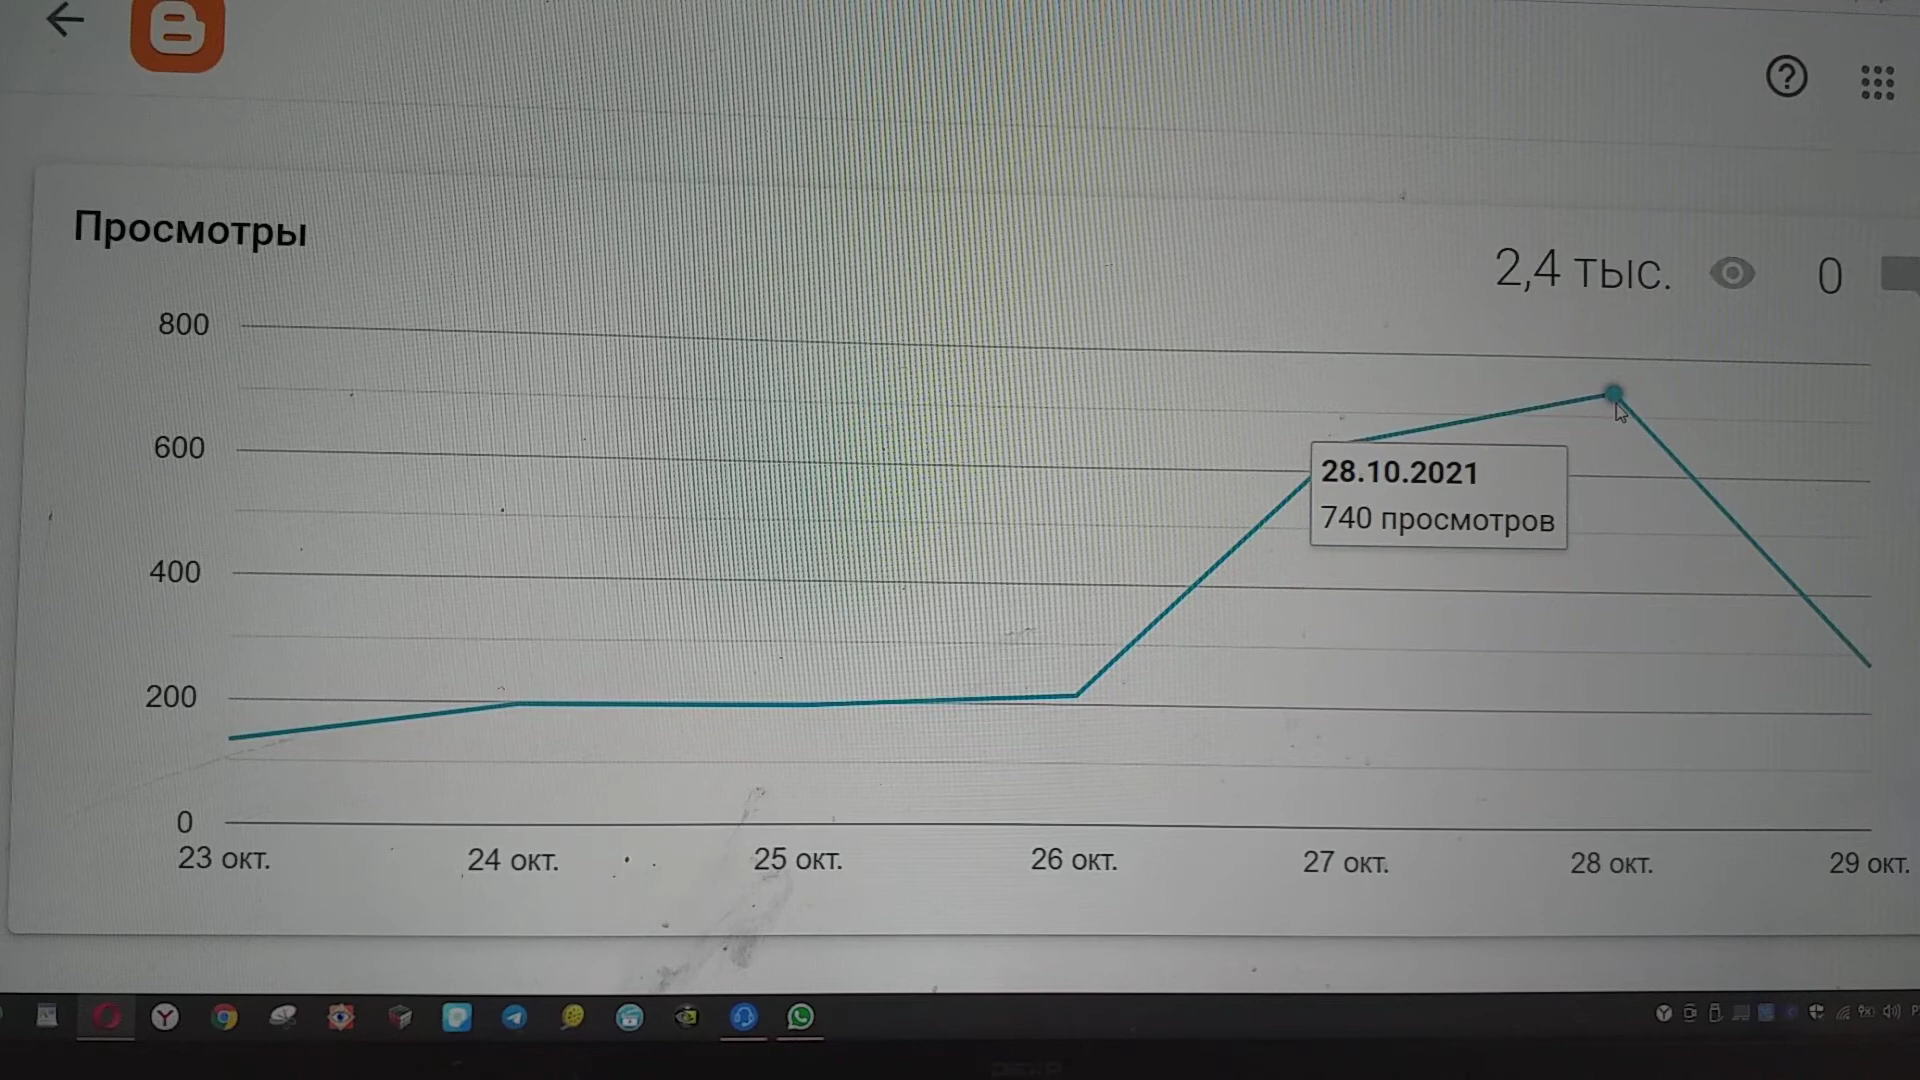 Просмотры
2,4 тыс. 0
800
600
400
200
0
28.10.2021
740 просмотров
23 окт. 24 окт. 25 окт. 26 окт. 27 окт. 28 окт. 29 окт.